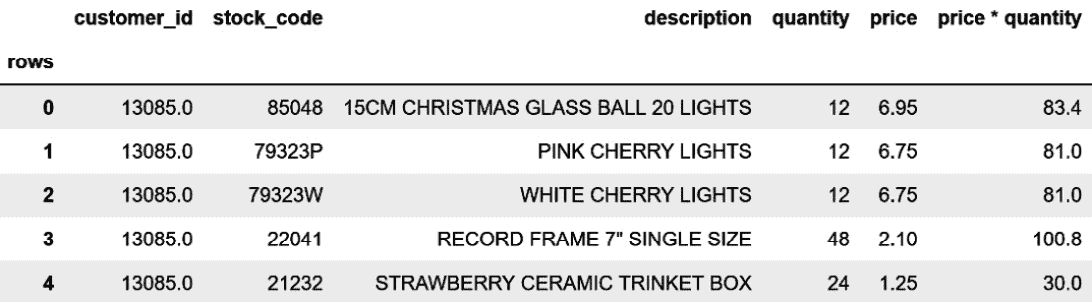 customer_id stock_code description quantity price price * quantity
rows
0 13085.0 85048 15CM CHRISTMAS GLASS BALL 20 LIGHTS 12 6.95 83.4
1 13085.0 79323P PINK CHERRY LIGHTS 12 6.75 81.0
2 13085.0 79323W WHITE CHERRY LIGHTS 12 6.75 81.0
3 13085.0 22041 RECORD FRAME 7" SINGLE SIZE 48 2.10 100.8
4 13085.0 21232 STRAWBERRY CERAMIC TRINKET BOX 24 1.25 30.0